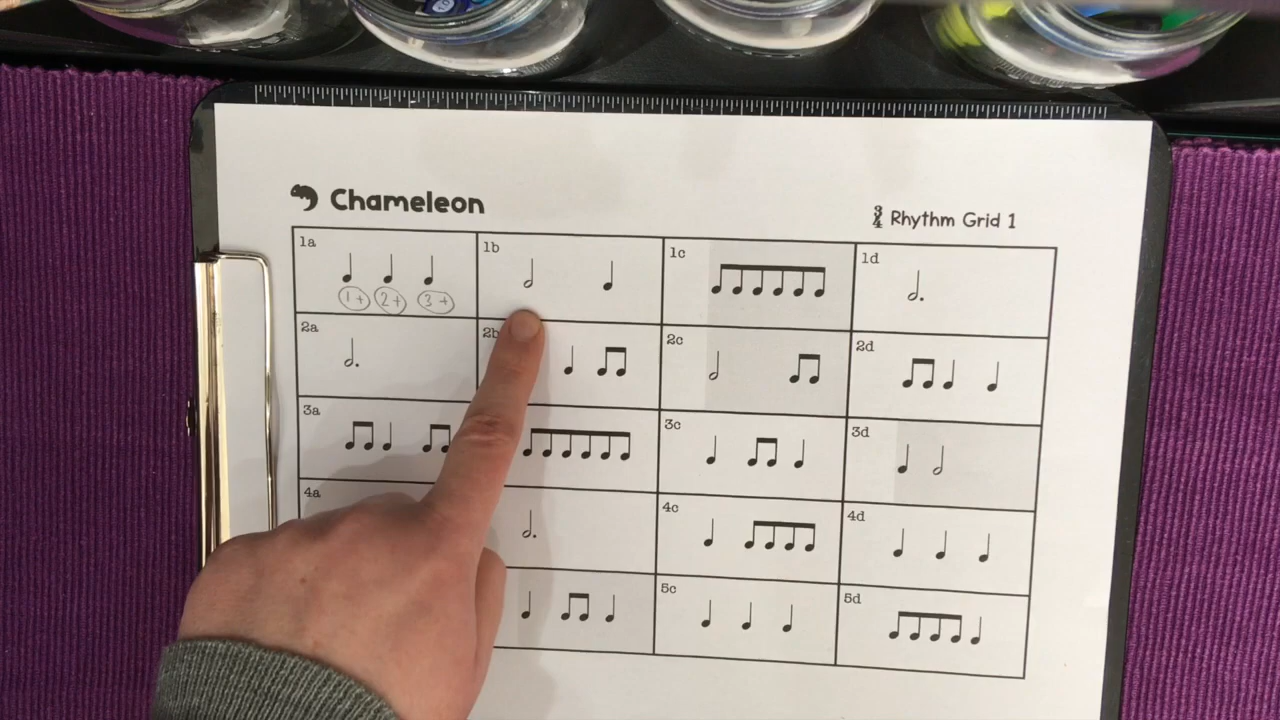 Chameleon
3/4 Rhythm Grid 1
1a 1b 1c 1d
1+ 2+ 3+
2a 2b 2c 2d
3a 3c 3d
4a 4c 4d
5c 5d